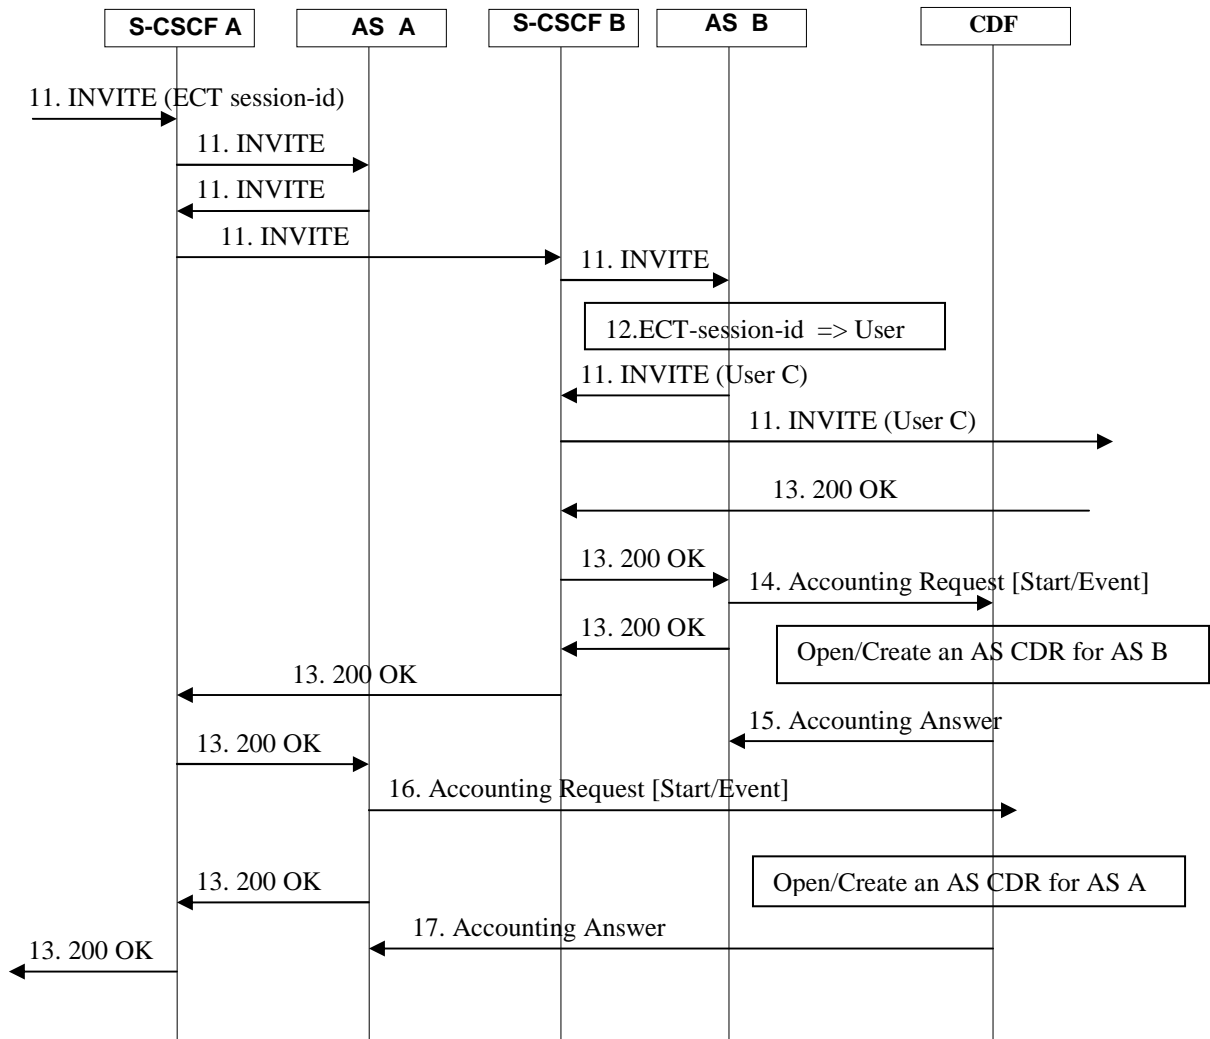 S-CSCF A
AS A
S-CSCF B
AS B
CDF
11. INVITE (ECT session-id)
11. INVITE
11. INVITE
11. INVITE
11. INVITE
12.ECT-session-id => User
11. INVITE (User C)
11. INVITE (User C)
13. 200 OK
13. 200 OK
14. Accounting Request [Start/Event]
13. 200 OK
Open/Create an AS CDR for AS B
13. 200 OK
15. Accounting Answer
13. 200 OK
16. Accounting Request [Start/Event]
Open/Create an AS CDR for AS A
13. 200 OK
17. Accounting Answer
13. 200 OK